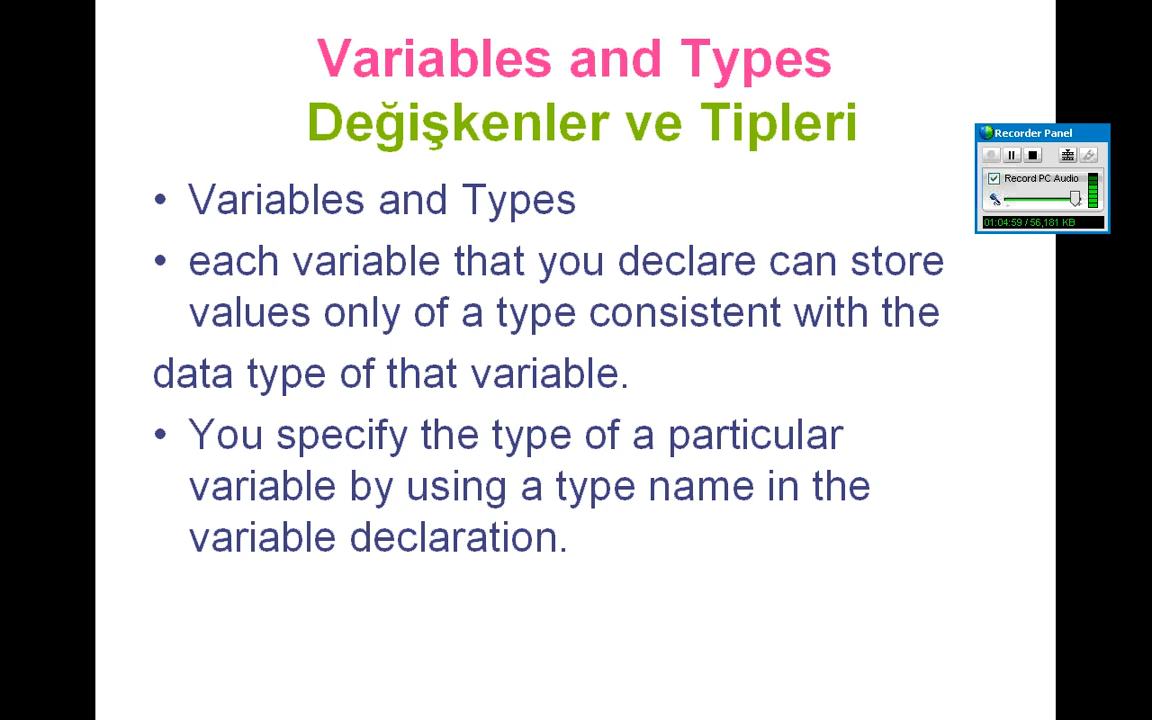 Variables and Types
Değişkenler ve Tipleri
• Variables and Types
• each variable that you declare can store
values only of a type consistent with the
data type of that variable.
• You specify the type of a particular
variable by using a type name in the
variable declaration.
Recorder Panel
Record PC Audio
01:04:59 / 56,181 KB